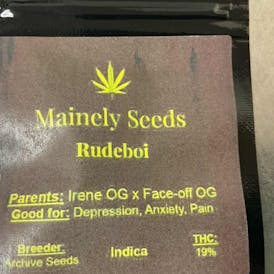 Mainely Seeds
Rudeboi
Parents: Irene OG x Face-off OG
Good for: Depression, Anxiety, Pain
Breeder:
Archive Seeds
Indica
THC:
19%